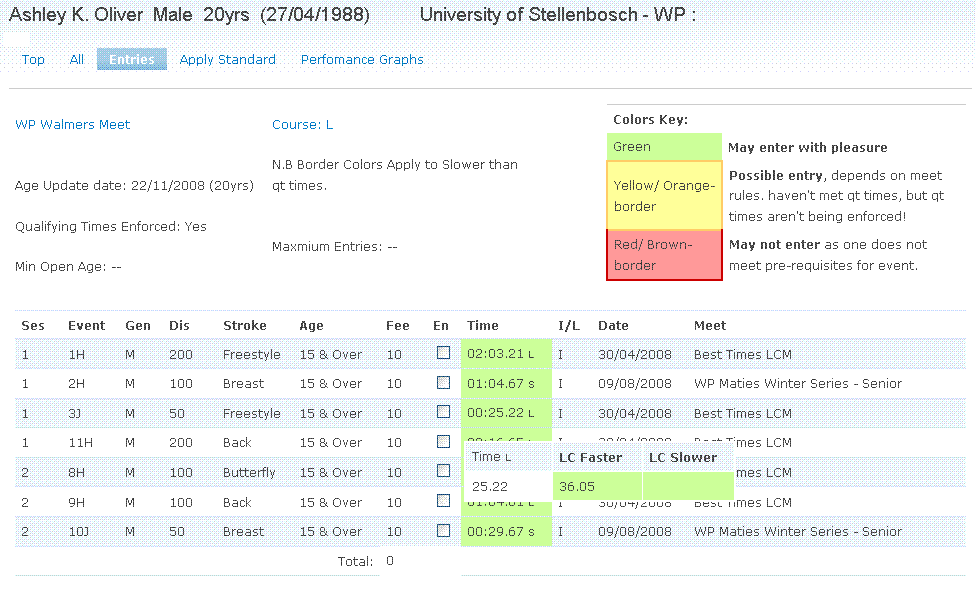 Ashley K. Oliver Male 20yrs (27/04/1988) University of Stellenbosch - WP :
Top All Entries Apply Standard Perfomance Graphs
WP Walmers Meet
Age Update date: 22/11/2008 (20yrs)
Qualifying Times Enforced: Yes
Min Open Age: --
Course: L
N.B Border Colors Apply to Slower than
qt times.
Maxmium Entries: --
Colors Key:
Green May enter with pleasure
Yellow/ Orange-
border
Possible entry, depends on meet
rules. haven't met qt times, but qt
times aren't being enforced!
Red/ Brown-
border
May not enter as one does not
meet pre-requisites for event.
Ses Event Gen Dis Stroke Age Fee En Time I/L Date Meet
1 1H M 200 Freestyle 15 & Over 10 02:03.21 L I 30/04/2008 Best Times LCM
1 2H M 100 Breast 15 & Over 10 01:04.67 S I 09/08/2008 WP Maties Winter Series - Senior
1 3J M 50 Freestyle 15 & Over 10 00:25.22 L I 30/04/2008 Best Times LCM
1 11H M 200 Back 15 & Over 10 I 30/04/2008 Best Times LCM
2 8H M 100 Butterfly 15 & Over 10 mes LCM
2 9H M 100 Back 15 & Over 10 I 30/04/2008 Best Times LCM
2 10J M 50 Breast 15 & Over 10 00:29.67 S I 09/08/2008 WP Maties Winter Series - Senior
Time L LC Faster LC Slower
25.22 36.05
Total: 0